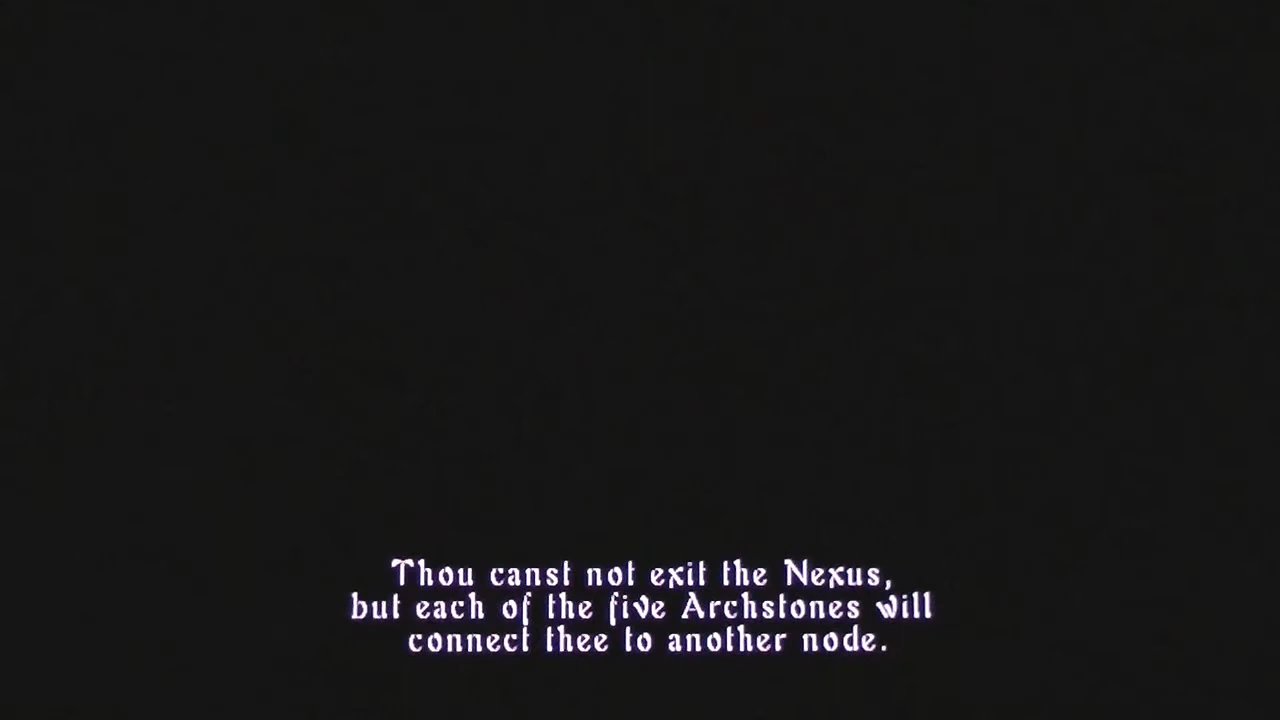 Thou canst not exit the Nexus,
but each of the five Archstones will
connect thee to another node.